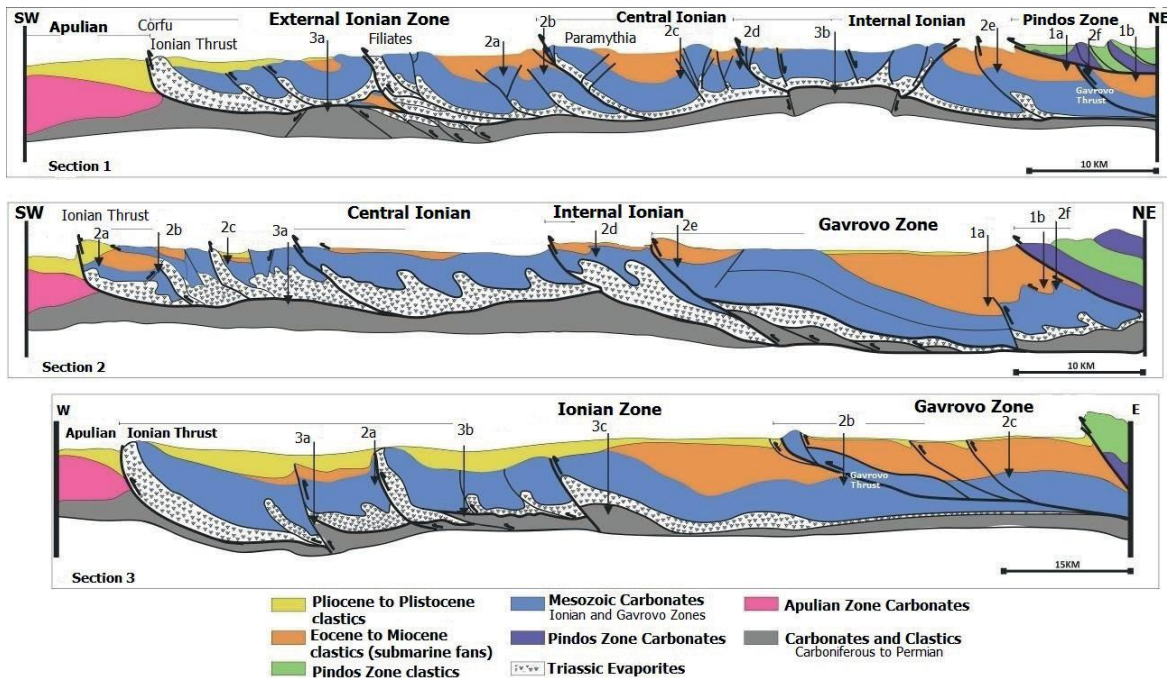 SW
Apulian
Corfu
Ionian Thrust
External Ionian Zone
3a
Filiates
2a
2b
Paramythia
Central Ionian
2c
2d
Internal Ionian
3b
2e
Pindos Zone
1a
2f
1b
NE
Gavrovo
Thrust
Section 1
10 KM
SW
Ionian Thrust
2a
2b
2c
3a
Central Ionian
Internal Ionian
2d
2e
Gavrovo Zone
1a
1b
2f
NE
Section 2
10 KM
W
Apulian
Ionian Thrust
3a
2a
3b
Ionian Zone
3c
Gavrovo Zone
2b
2c
E
Gavrovo
Thrust
Section 3
15KM
Pliocene to Plistocene
clastics
Eocene to Miocene
clastics (submarine fans)
Pindos Zone clastics
Mesozoic Carbonates
Ionian and Gavrovo Zones
Pindos Zone Carbonates
Triassic Evaporites
Apulian Zone Carbonates
Carbonates and Clastics
Carboniferous to Permian